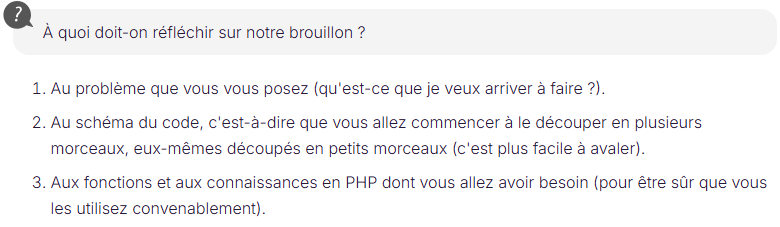 ?
À quoi doit-on réfléchir sur notre brouillon ?
1. Au problème que vous vous posez (qu'est-ce que je veux arriver à faire ?).
2. Au schéma du code, c'est-à-dire que vous allez commencer à le découper en plusieurs
morceaux, eux-mêmes découpés en petits morceaux (c'est plus facile à avaler).
3. Aux fonctions et aux connaissances en PHP dont vous allez avoir besoin (pour être sûr que vous
les utilisez convenablement).